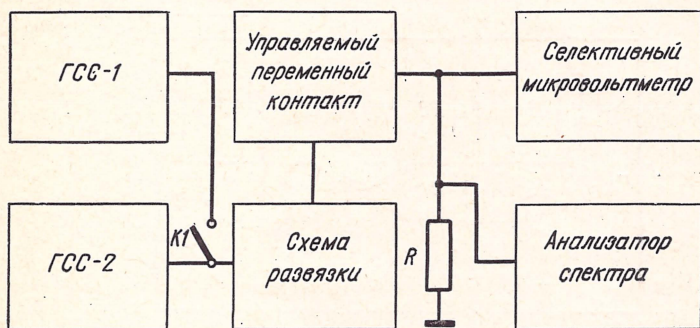 ГСС-1
Управляемый
переменный
контакт
Селективный
микровольтметр
ГСС-2
К1
Схема
развязки
R
Анализатор
спектра